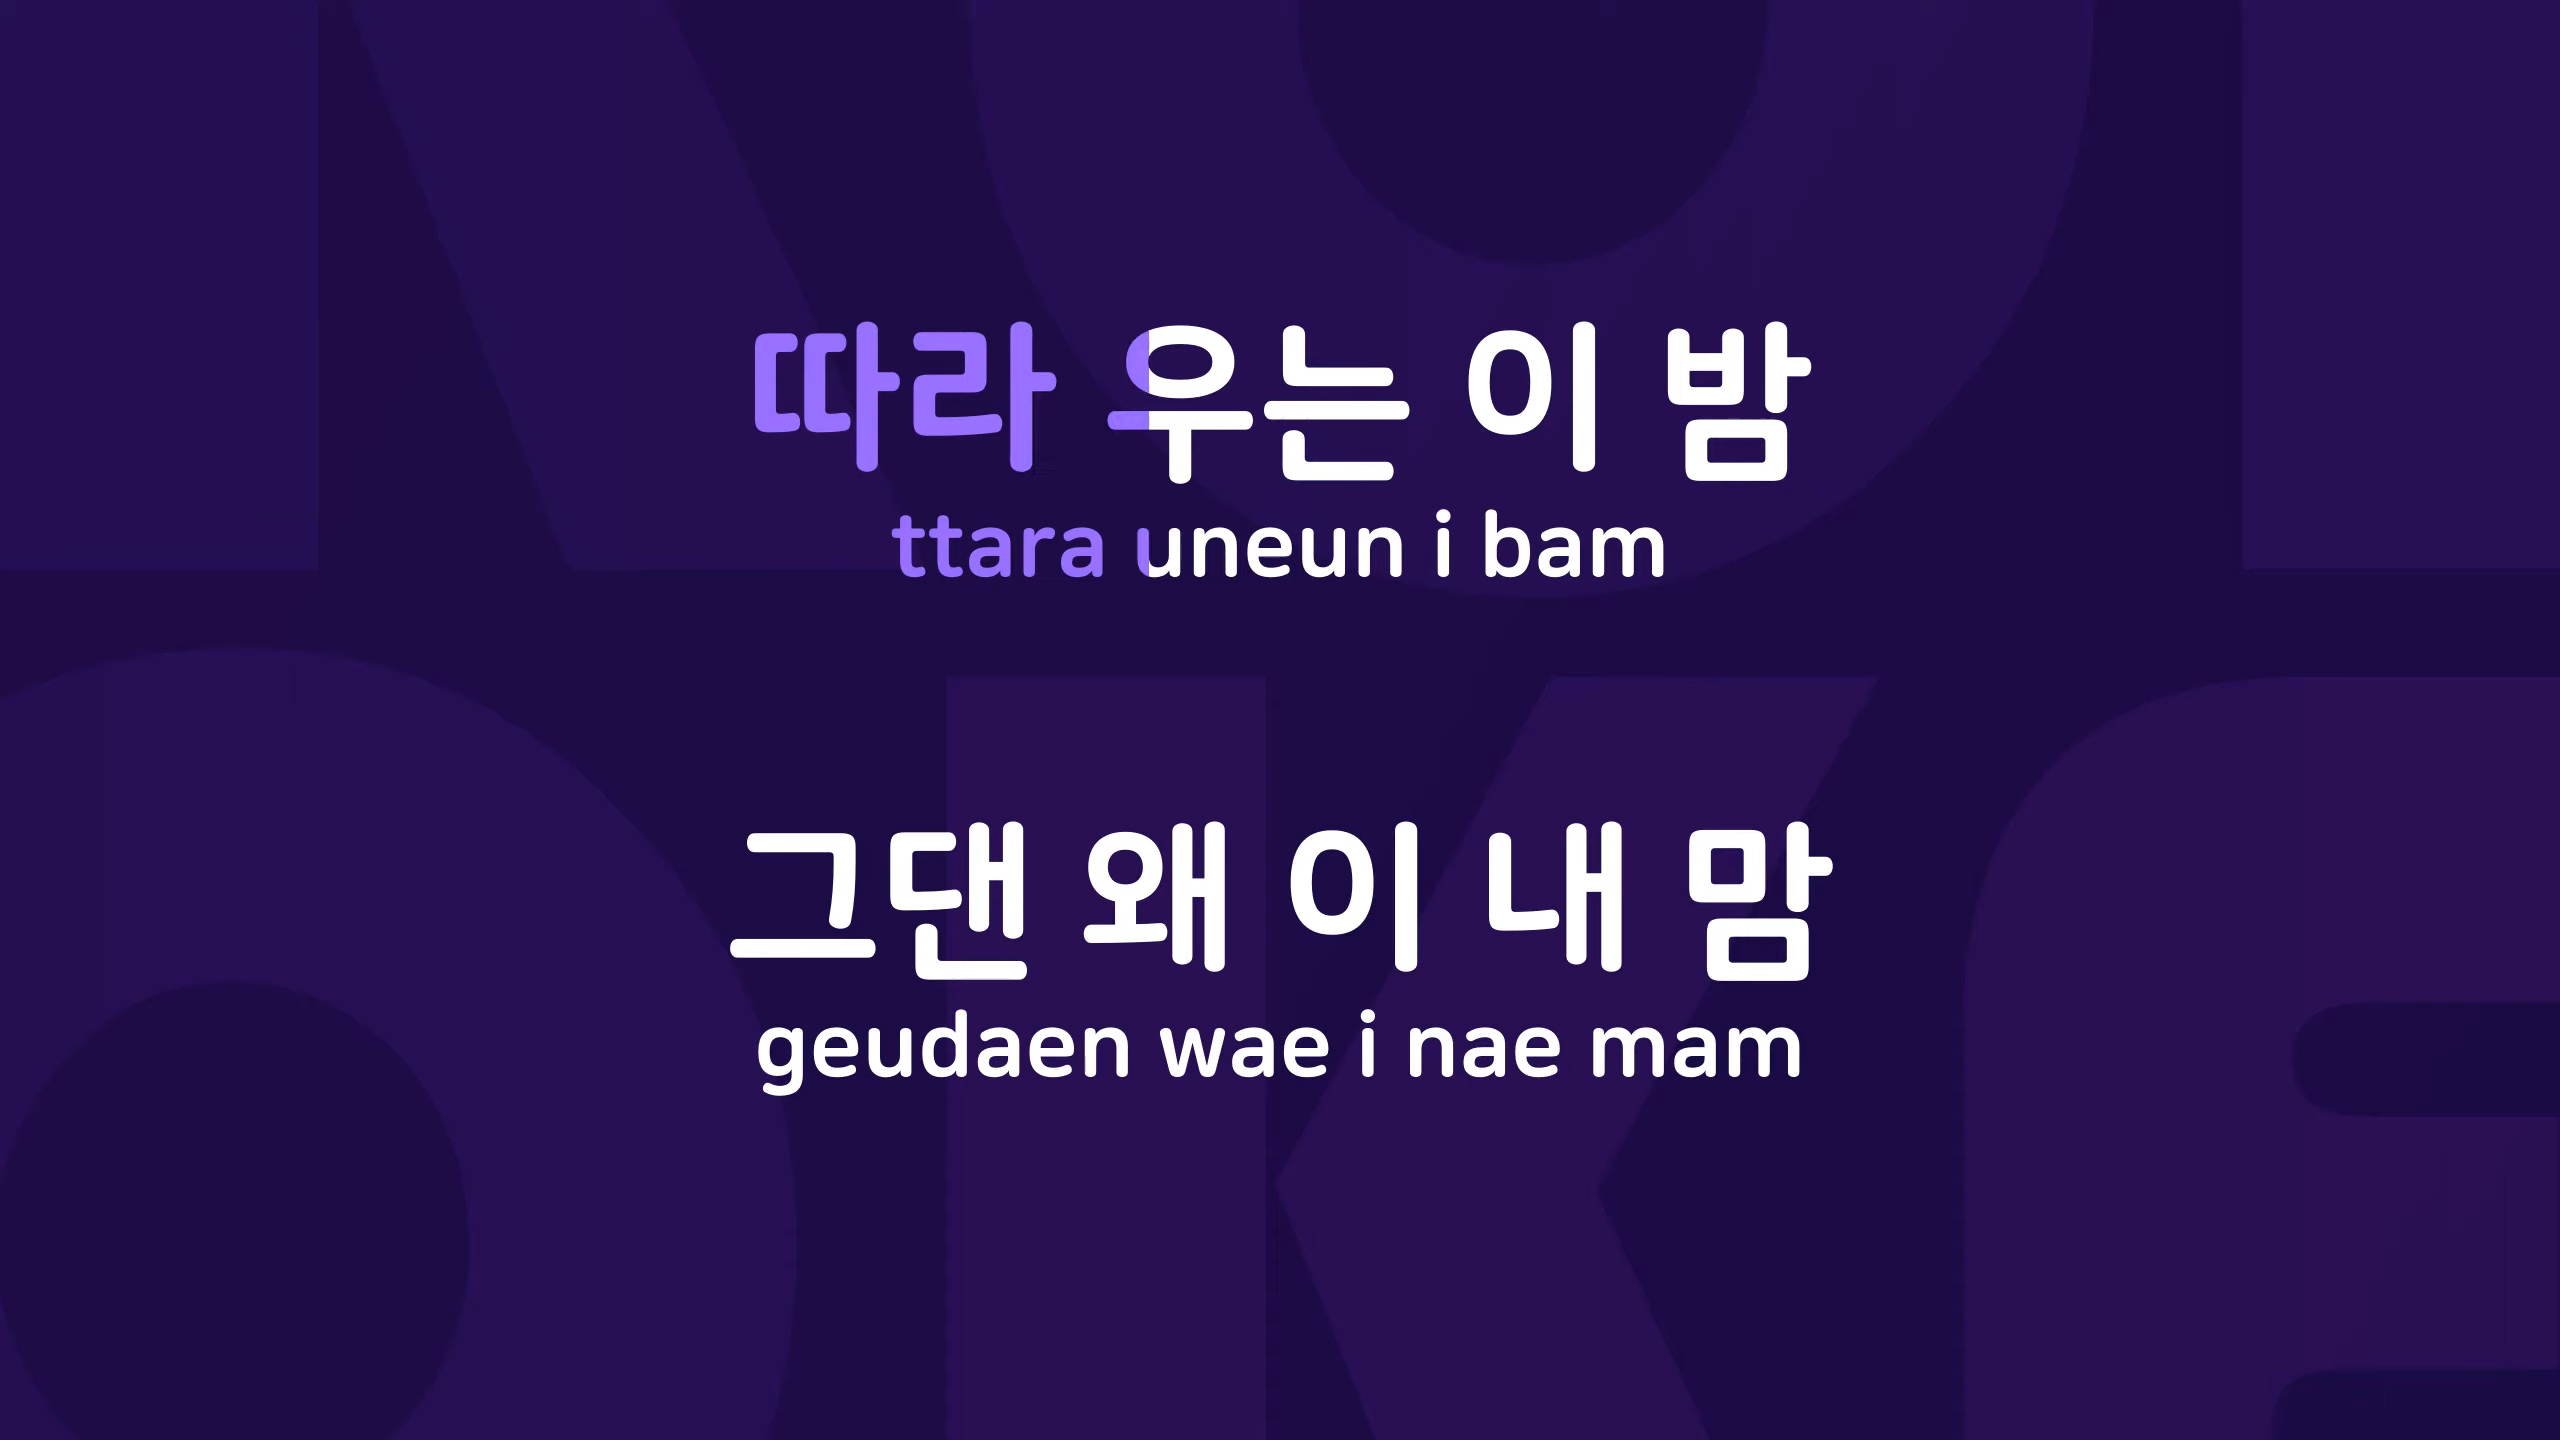 따라 우는 이 밤
ttara uneun i bam
그댄 왜 이 내 맘
geudaen wae i nae mam